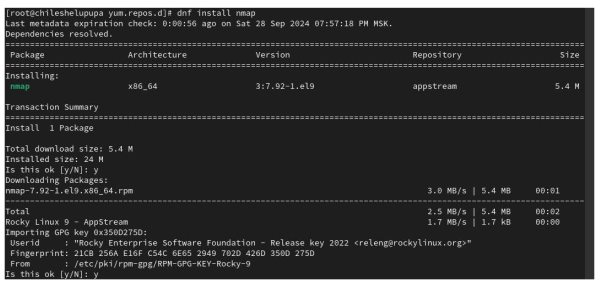 [root@chileshelupupa yum.repos.d]# dnf install nmap
Last metadata expiration check: 0:00:56 ago on Sat 28 Sep 2024 07:57:18 PM MSK.
Dependencies resolved.
================================================================================
Package Architecture Version Repository Size
================================================================================
Installing:
nmap x86_64 3:7.92-1.el9 appstream 5.4 M

Transaction Summary
================================================================================
Install 1 Package

Total download size: 5.4 M
Installed size: 24 M
Is this ok [y/N]: y
Downloading Packages:
nmap-7.92-1.el9.x86_64.rpm 3.0 MB/s | 5.4 MB 00:01
--------------------------------------------------------------------------------
Total 2.5 MB/s | 5.4 MB 00:02
Rocky Linux 9 - AppStream 1.7 MB/s | 1.7 kB 00:00
Importing GPG key 0x350D275D:
Userid : "Rocky Enterprise Software Foundation - Release key 2022 <releng@rockylinux.org>"
Fingerprint: 21CB 256A E16F C54C 6E65 2949 702D 426D 350D 275D
From : /etc/pki/rpm-gpg/RPM-GPG-KEY-Rocky-9
Is this ok [y/N]: y